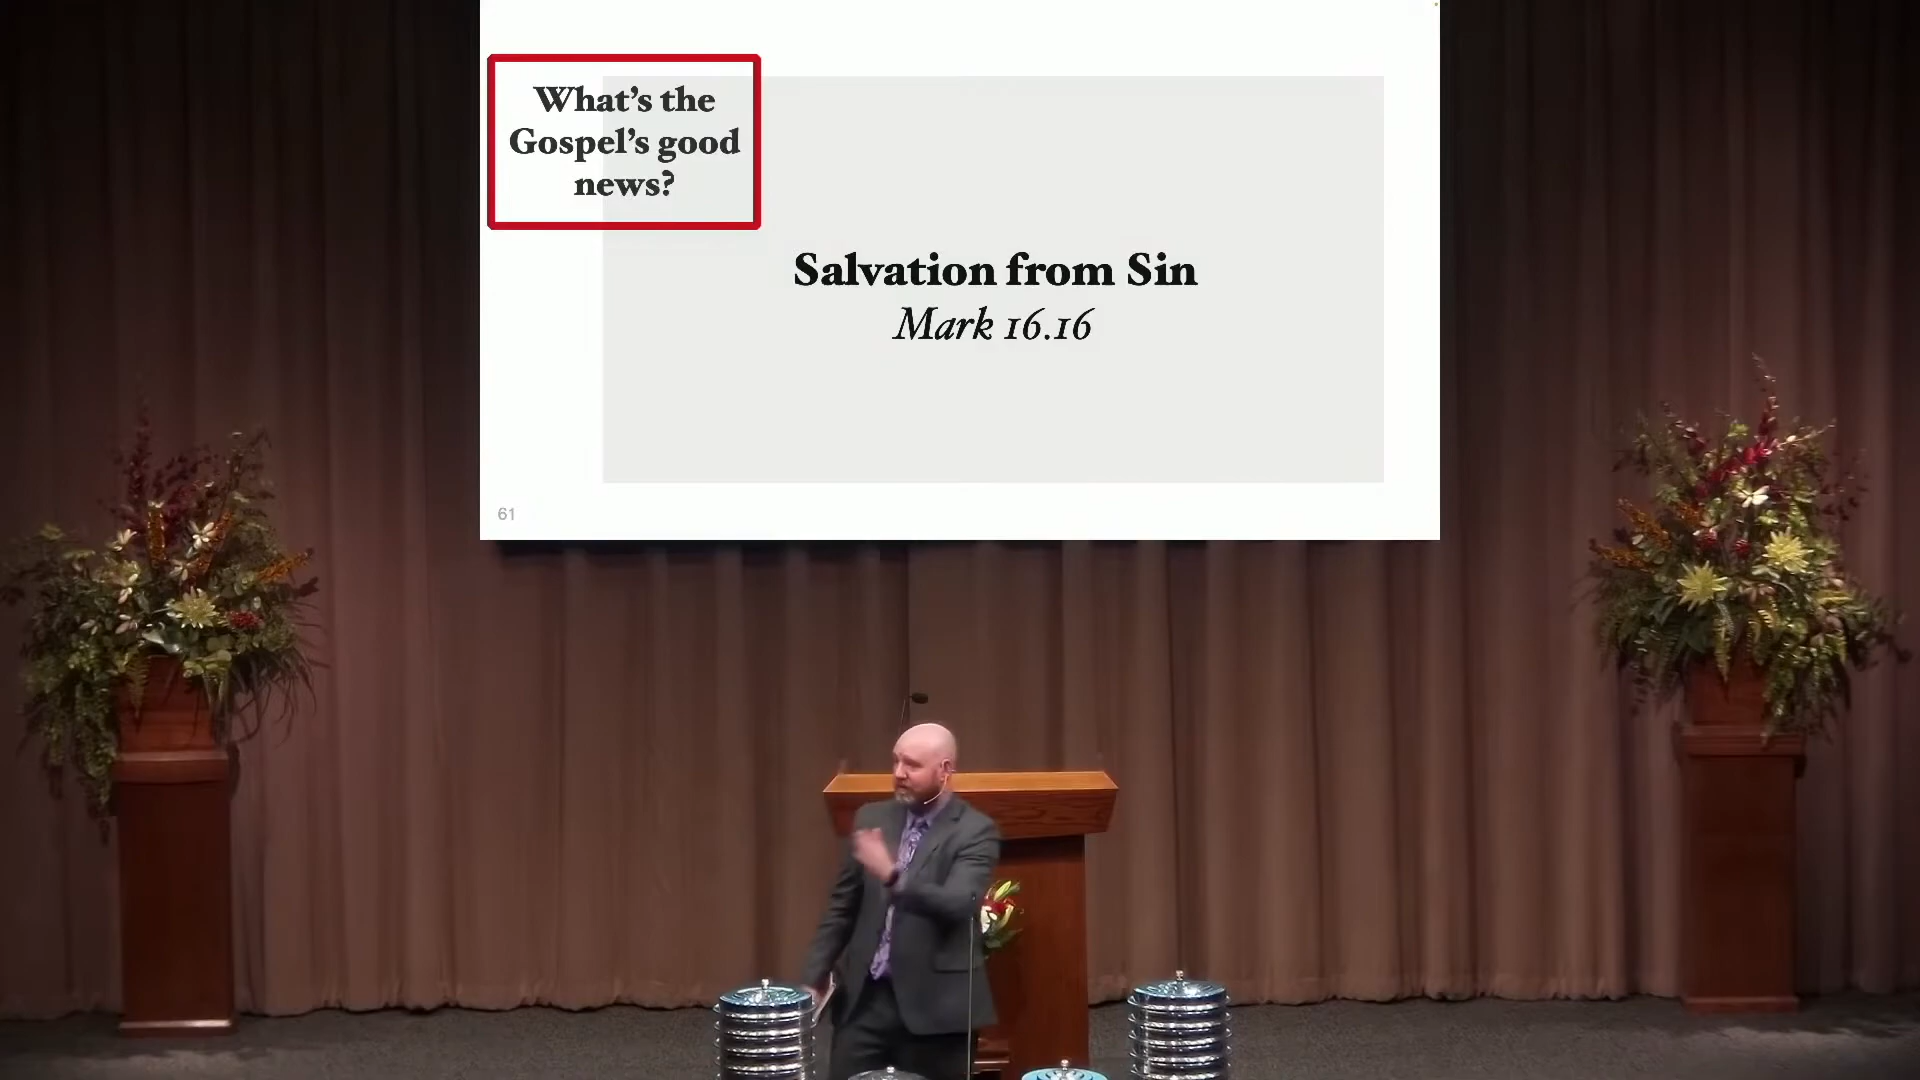 What’s the
Gospel’s good
news?
Salvation from Sin
Mark 16.16
61